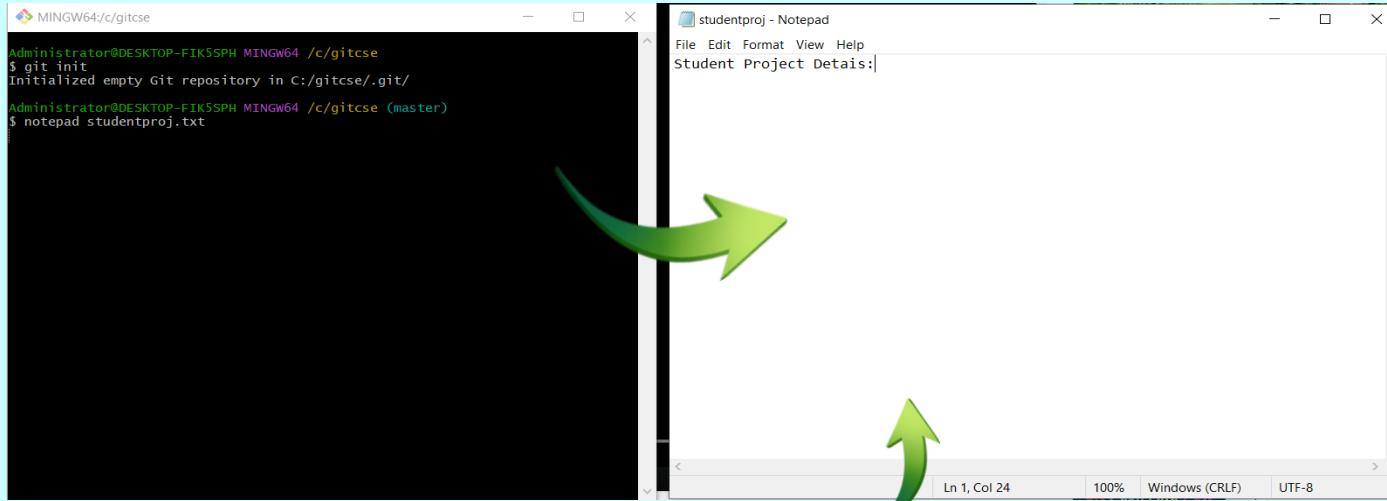 MINGW64:/c/gitcse
Administrator@DESKTOP-FIK5SPH MINGW64 /c/gitcse
$ git init
Initialized empty Git repository in C:/gitcse/.git/
Administrator@DESKTOP-FIK5SPH MINGW64 /c/gitcse (master)
$ notepad studentproj.txt
studentproj - Notepad
File Edit Format View Help
Student Project Detais:
Ln 1, Col 24 100% Windows (CRLF) UTF-8